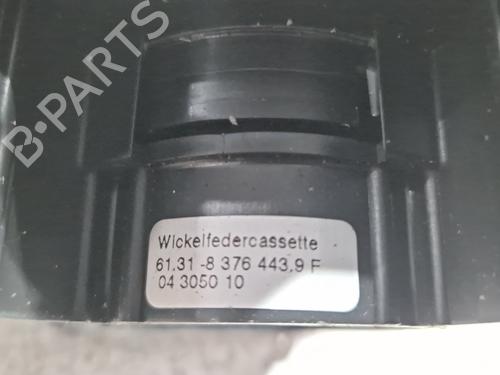 B-PARTS
Wickelfedercassette
61.31 -8 376 443.9 F
04 3050 10